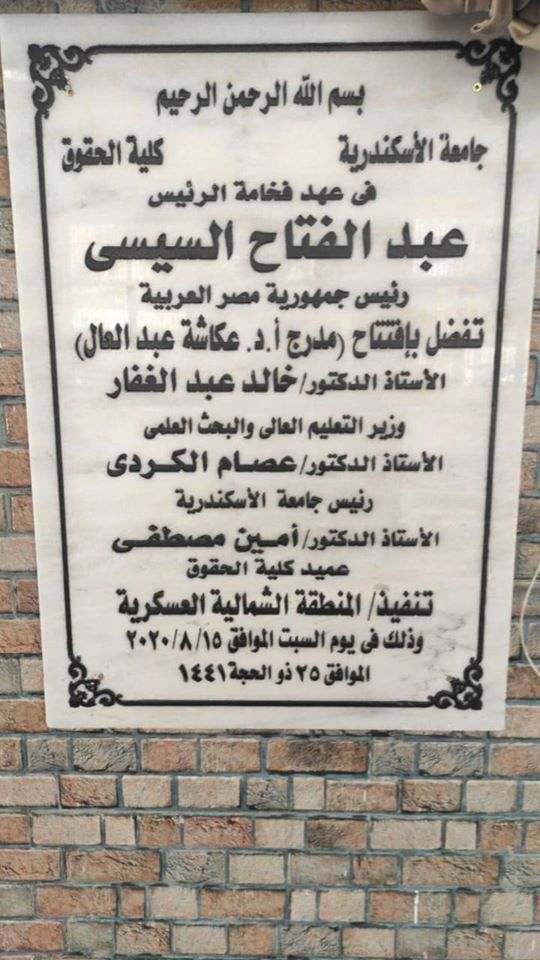 بسم الله الرحمن الرحيم
جامعة الأسكندرية كلية الحقوق
فى عهد فخامة الرئيس
عبد الفتاح السيسى
رئيس جمهورية مصر العربية
تفضل بإفتتاح (مدرج أ.د. عكاشة عبد العال)
الأستاذ الدكتور/خالد عبد الغفار
وزير التعليم العالى والبحث العلمى
الأستاذ الدكتور/عصام الكردى
رئيس جامعة الأسكندرية
الأستاذ الدكتور/أمين مصطفى
عميد كلية الحقوق
تنفيذ/ المنطقة الشمالية العسكرية
وذلك فى يوم السبت الموافق ٢٠٢٠/٨/١٥
الموافق ٢٥ ذو الحجة ١٤٤١